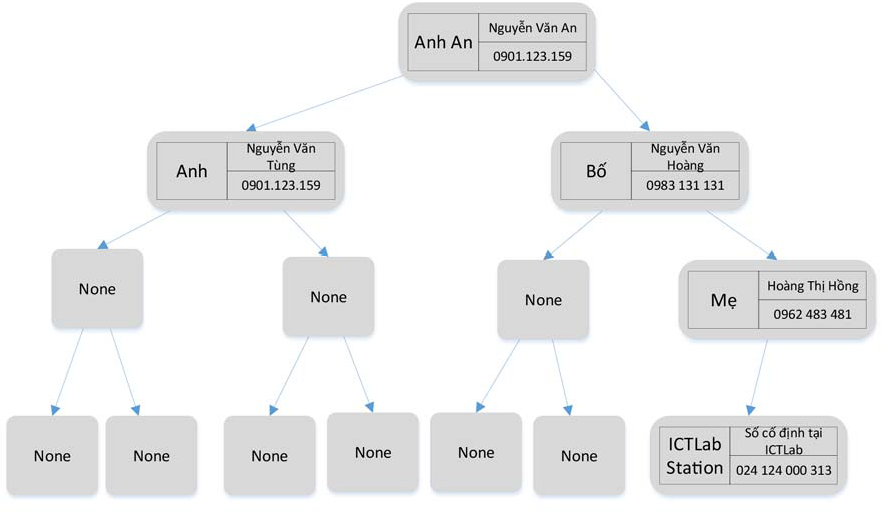 Anh An
Nguyễn Văn An
0901.123.159
Anh
Nguyễn Văn
Tùng
0901.123.159
Bố
Nguyễn Văn
Hoàng
0983 131 131
None
None
None
Mẹ
Hoàng Thị Hồng
0962 483 481
None
None
None
None
None
None
ICTLab
Station
Số cố định tại
ICTLab
024 124 000 313